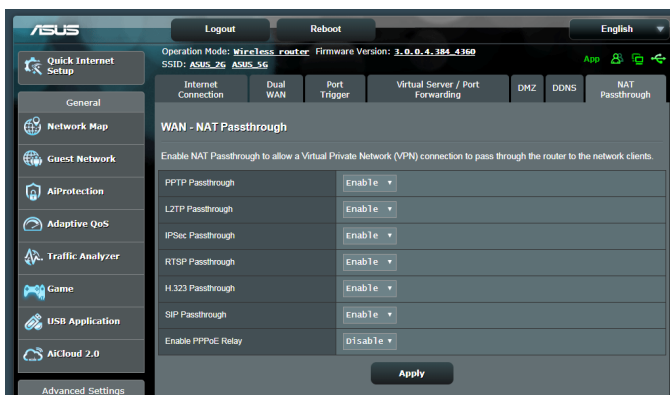 ASUS
Logout
Reboot
English
Quick Internet
Setup
Operation Mode: Wireless router Firmware Version: 3.0.0.4.384_4360
SSID: ASUS_2G ASUS_5G
App
Internet
Connection
Dual
WAN
Port
Trigger
Virtual Server / Port
Forwarding
DMZ
DDNS
NAT
Passthrough
General
Network Map
Guest Network
AiProtection
Adaptive QoS
Traffic Analyzer
Game
USB Application
AiCloud 2.0
Advanced Settings
WAN - NAT Passthrough
Enable NAT Passthrough to allow a Virtual Private Network (VPN) connection to pass through the router to the network clients.
PPTP Passthrough Enable
L2TP Passthrough Enable
IPSec Passthrough Enable
RTSP Passthrough Enable
H.323 Passthrough Enable
SIP Passthrough Enable
Enable PPPoE Relay Disable
Apply